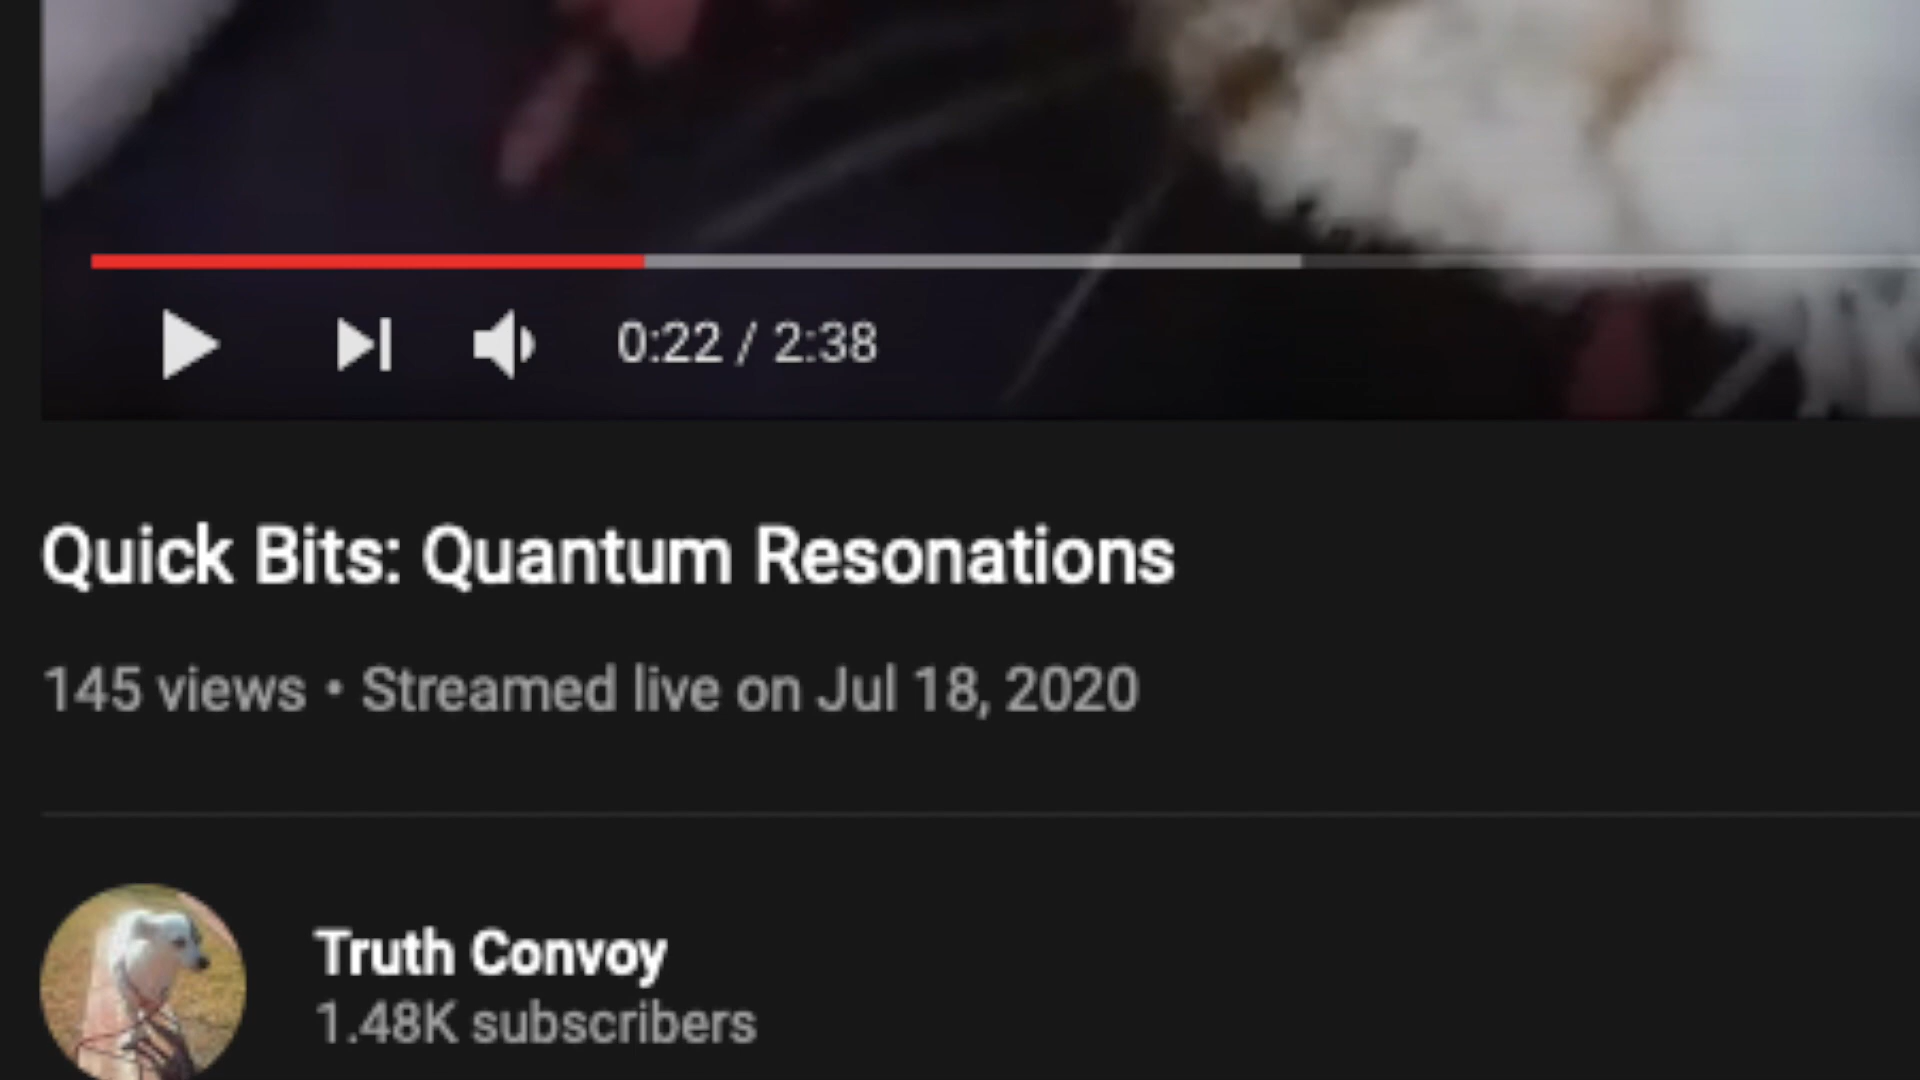 0:22 / 2:38
Quick Bits: Quantum Resonations
145 views • Streamed live on Jul 18, 2020
Truth Convoy
1.48K subscribers